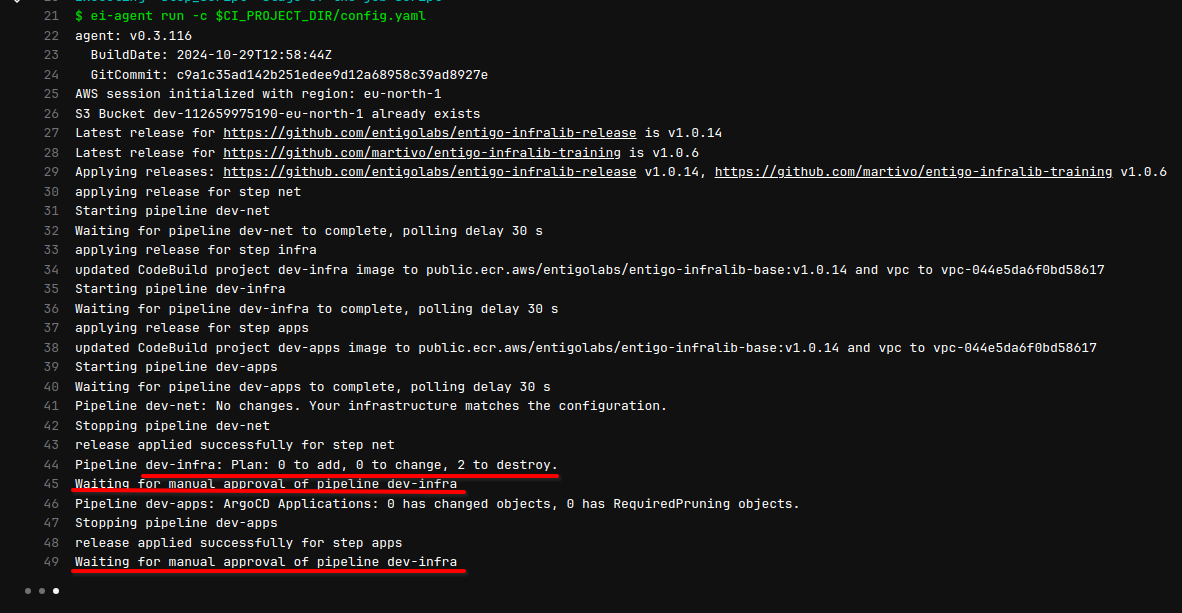 21 $ ei-agent run -c $CI_PROJECT_DIR/config.yaml
22 agent: v0.3.116
23 BuildDate: 2024-10-29T12:58:44Z
24 GitCommit: c9a1c35ad142b251edee9d12a68958c39ad8927e
25 AWS session initialized with region: eu-north-1
26 S3 Bucket dev-112659975190-eu-north-1 already exists
27 Latest release for https://github.com/entigolabs/entigo-infralib-release is v1.0.14
28 Latest release for https://github.com/martivo/entigo-infralib-training is v1.0.6
29 Applying releases: https://github.com/entigolabs/entigo-infralib-release v1.0.14, https://github.com/martivo/entigo-infralib-training v1.0.6
30 applying release for step net
31 Starting pipeline dev-net
32 Waiting for pipeline dev-net to complete, polling delay 30 s
33 applying release for step infra
34 updated CodeBuild project dev-infra image to public.ecr.aws/entigolabs/entigo-infralib-base:v1.0.14 and vpc to vpc-044e5da6f0bd58617
35 Starting pipeline dev-infra
36 Waiting for pipeline dev-infra to complete, polling delay 30 s
37 applying release for step apps
38 updated CodeBuild project dev-apps image to public.ecr.aws/entigolabs/entigo-infralib-base:v1.0.14 and vpc to vpc-044e5da6f0bd58617
39 Starting pipeline dev-apps
40 Waiting for pipeline dev-apps to complete, polling delay 30 s
41 Pipeline dev-net: No changes. Your infrastructure matches the configuration.
42 Stopping pipeline dev-net
43 release applied successfully for step net
44 Pipeline dev-infra: Plan: 0 to add, 0 to change, 2 to destroy.
45 Waiting for manual approval of pipeline dev-infra
46 Pipeline dev-apps: ArgoCD Applications: 0 has changed objects, 0 has RequiredPruning objects.
47 Stopping pipeline dev-apps
48 release applied successfully for step apps
49 Waiting for manual approval of pipeline dev-infra